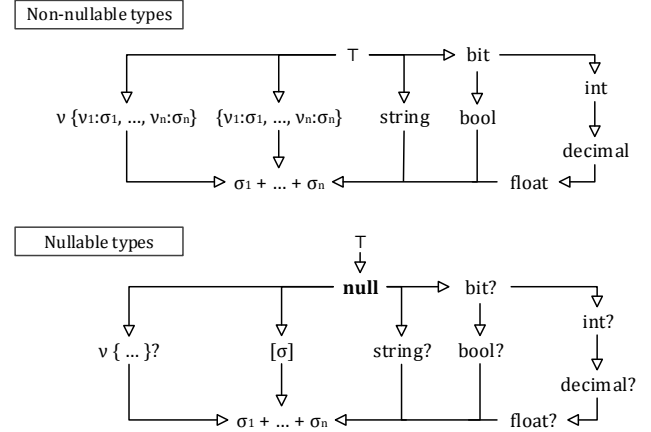 Non-nullable types
⊤ bit
int
ν {ν₁:σ₁, ..., νₙ:σₙ} {ν₁:σ₁, ..., νₙ:σₙ} string bool
decimal
σ₁ + ... + σₙ float
Nullable types
⊤
null bit?
int?
ν { ... }? [σ] string? bool?
decimal?
σ₁ + ... + σₙ float?